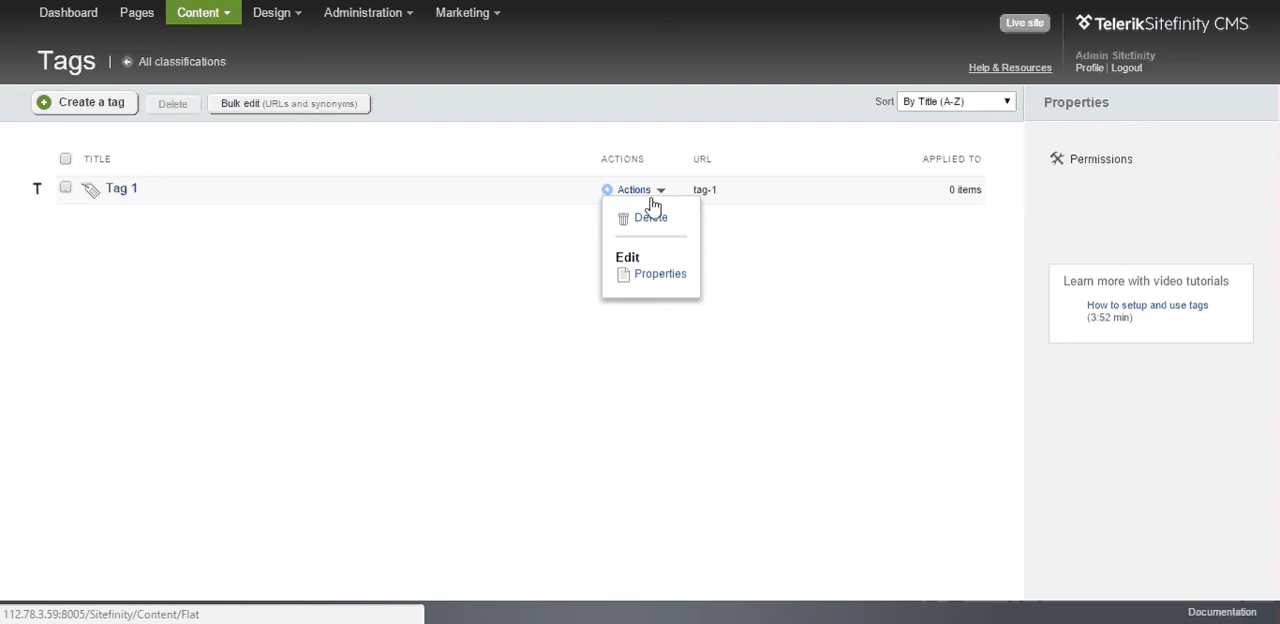 Dashboard Pages Content Design Administration Marketing
Live site
Telerik Sitefinity CMS
Tags | All classifications
Admin Sitefinity
Help & Resources
Profile | Logout
Create a tag Delete Bulk edit (URLs and synonyms) Sort By Title (A-Z) Properties
TITLE ACTIONS URL APPLIED TO
Permissions
T Tag 1 Actions tag-1 0 items
Delete
Edit
Properties
Learn more with video tutorials
How to setup and use tags
(3:52 min)
112.78.3.59:8005/Sitefinity/Content/Flat
Documentation